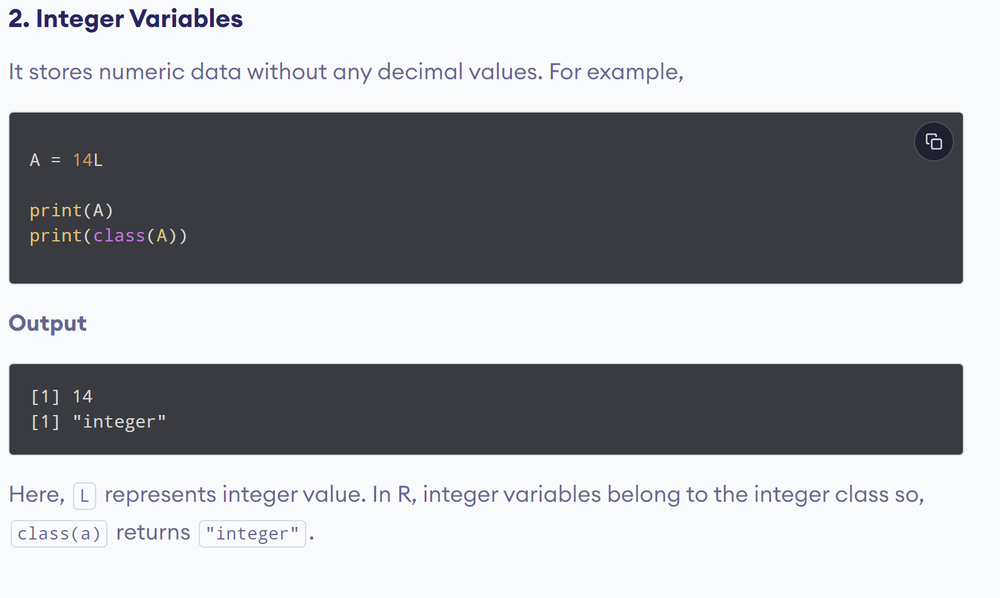 2. Integer Variables
It stores numeric data without any decimal values. For example,
A = 14L
print(A)
print(class(A))
Output
[1] 14
[1] "integer"
Here, L represents integer value. In R, integer variables belong to the integer class so,
class(a) returns "integer".